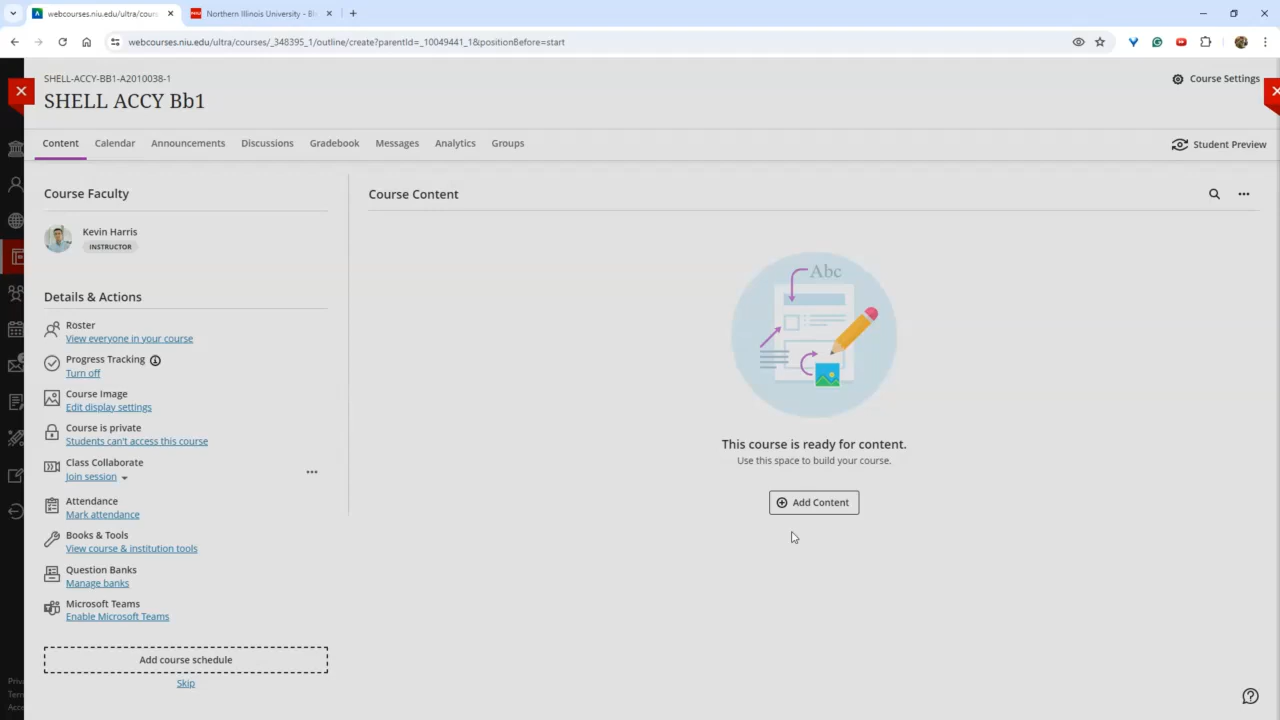 webcourses.niu.edu/ultra/cours
Northern Illinois University - Bl
webcourses.niu.edu/ultra/courses/_348395_1/outline/create?parentId=_10049441_1&positionBefore=start
SHELL-ACCY-BB1-A2010038-1
SHELL ACCY Bb1
Course Settings
Content Calendar Announcements Discussions Gradebook Messages Analytics Groups
Student Preview
Course Faculty
Kevin Harris
INSTRUCTOR
Details & Actions
Roster
View everyone in your course
Progress Tracking
Turn off
Course Image
Edit display settings
Course is private
Students can't access this course
Class Collaborate
Join session
Attendance
Mark attendance
Books & Tools
View course & institution tools
Question Banks
Manage banks
Microsoft Teams
Enable Microsoft Teams
Add course schedule
Skip
Course Content
Abc
This course is ready for content.
Use this space to build your course.
Add Content
Priv
Term
Acce